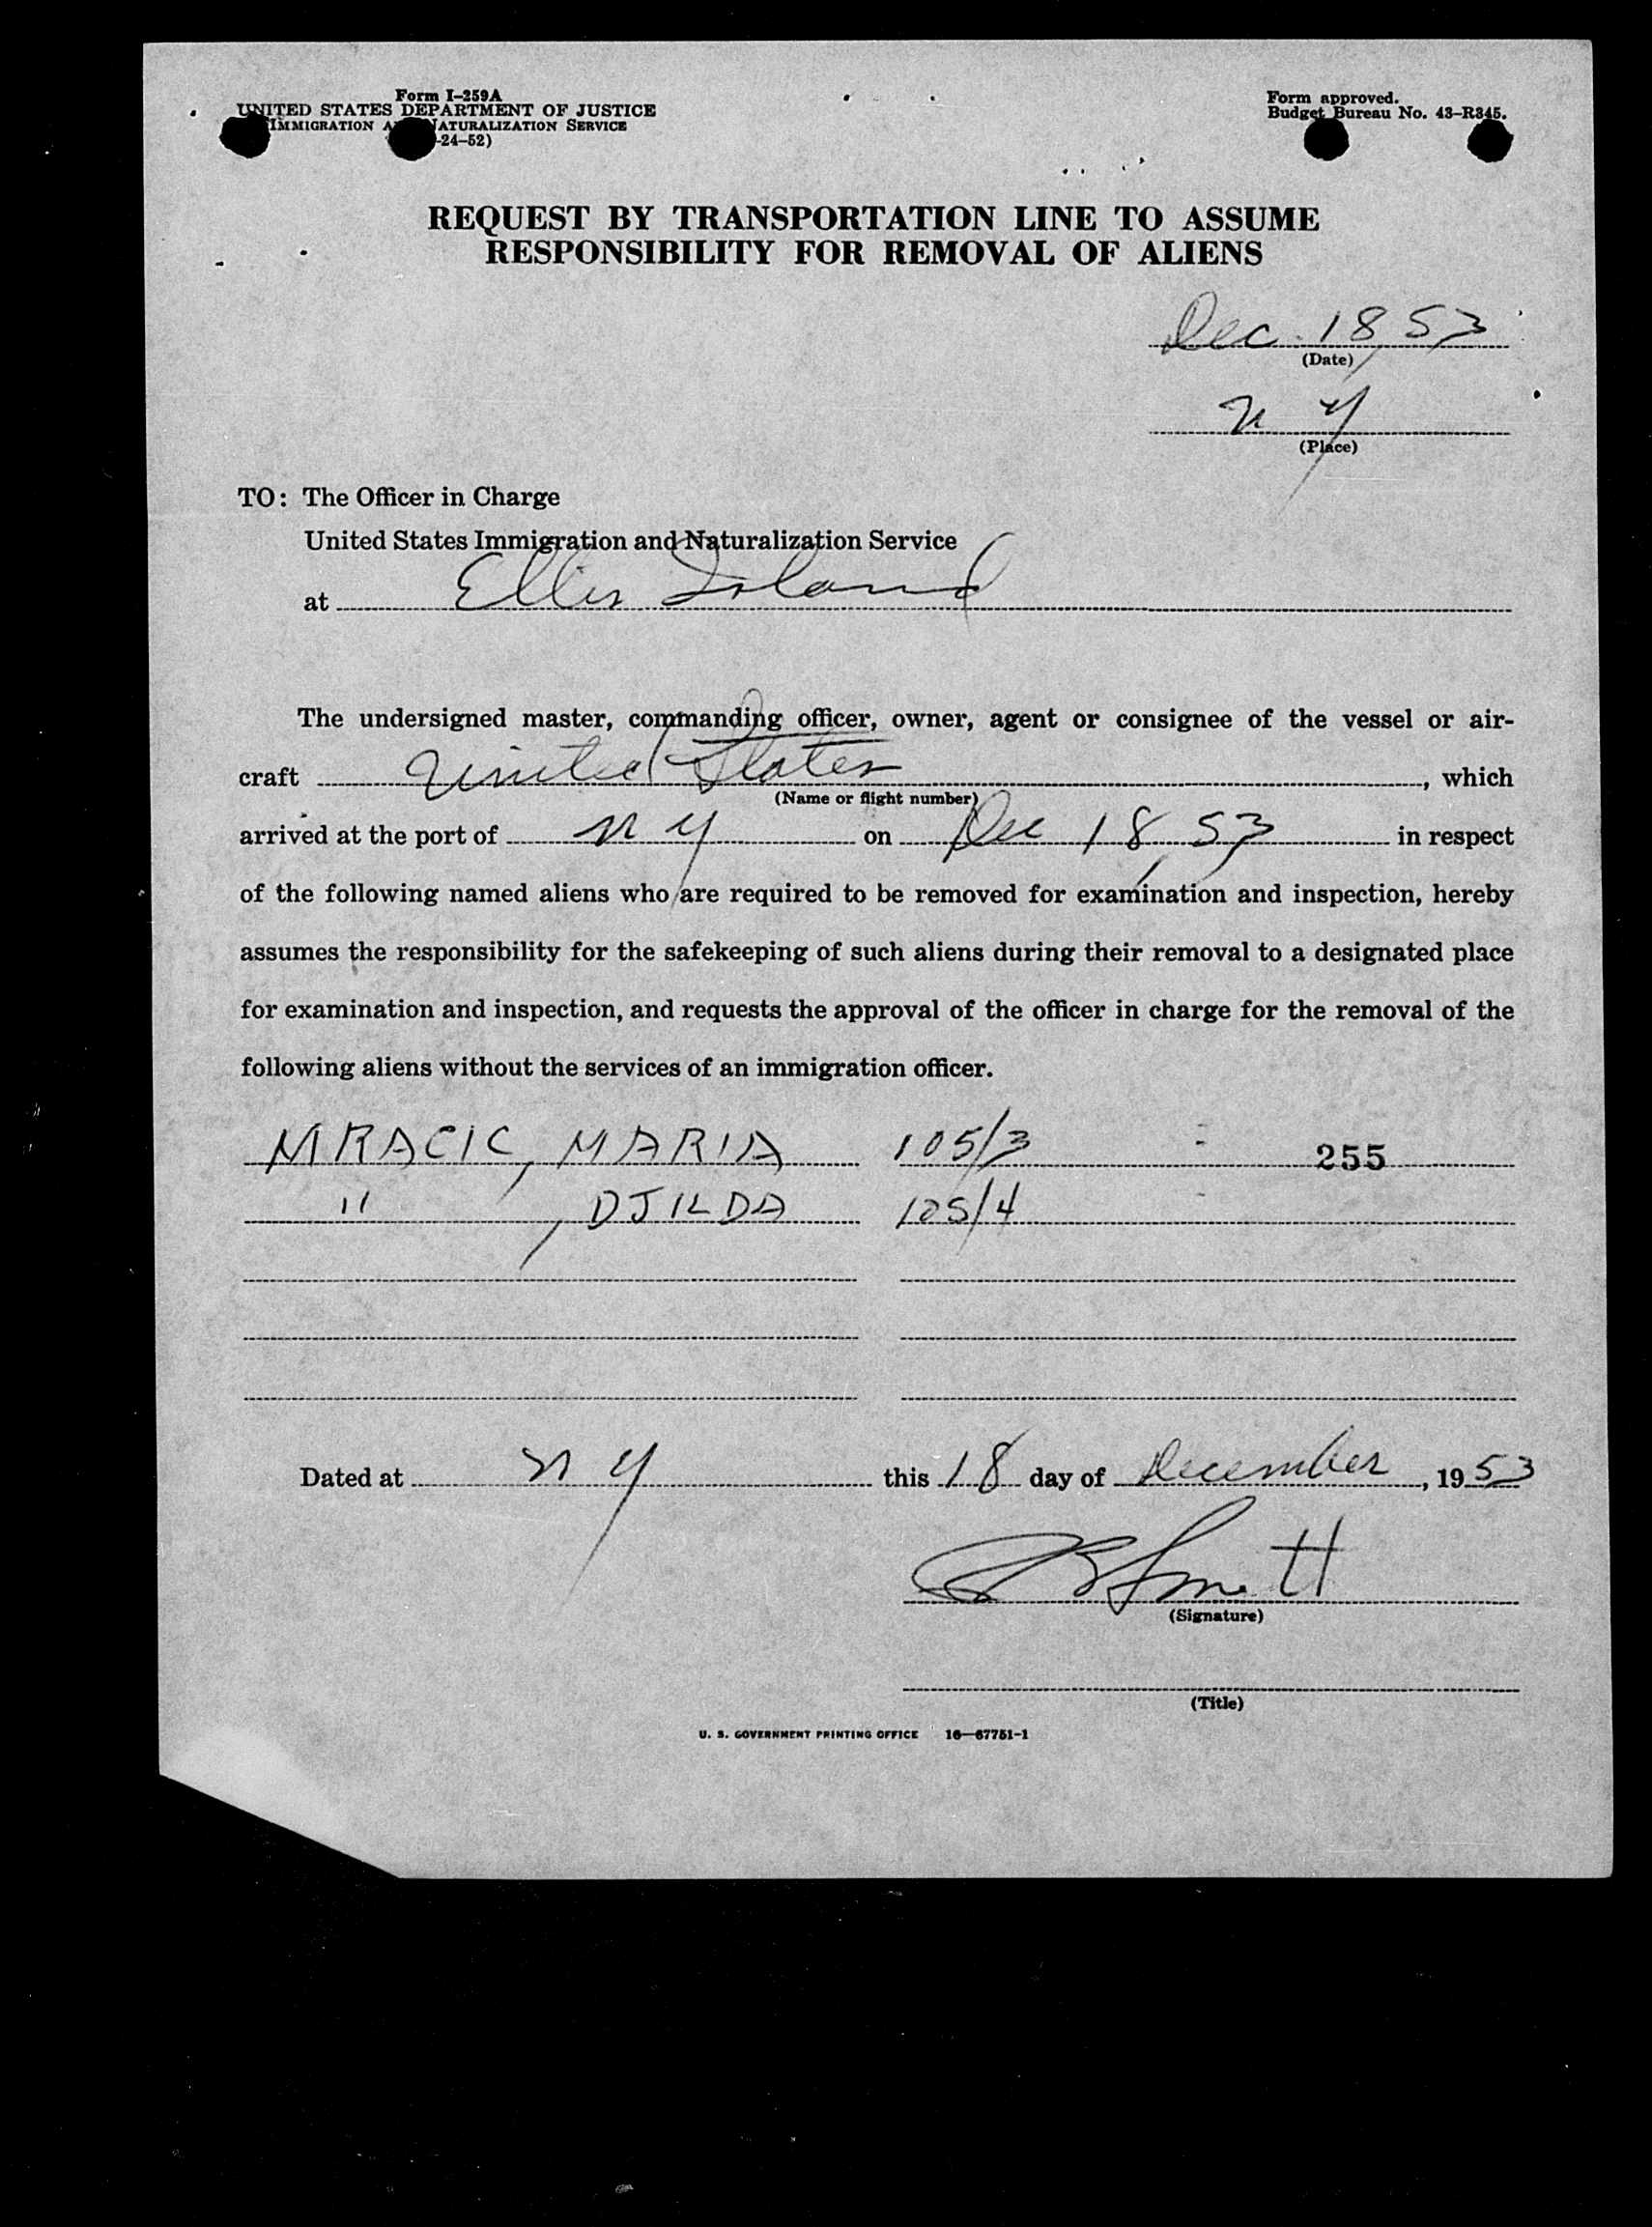 Form I-259A
UNITED STATES DEPARTMENT OF JUSTICE
IMMIGRATION A NATURALIZATION SERVICE
-24-52)
Form approved.
Budget Bureau No. 43-R345.
REQUEST BY TRANSPORTATION LINE TO ASSUME
RESPONSIBILITY FOR REMOVAL OF ALIENS
Dec. 18, 53
(Date)
N Y
(Place)
TO: The Officer in Charge
United States Immigration and Naturalization Service
at Ellis Island
The undersigned master, commanding officer, owner, agent or consignee of the vessel or air-
craft United States, which
(Name or flight number)
arrived at the port of N Y on Dec 18, 53 in respect
of the following named aliens who are required to be removed for examination and inspection, hereby
assumes the responsibility for the safekeeping of such aliens during their removal to a designated place
for examination and inspection, and requests the approval of the officer in charge for the removal of the
following aliens without the services of an immigration officer.
MRACIC, MARIA 105/3 255
" , DJILDA 105/4
Dated at N Y this 18 day of December, 1953
(Signature)
(Title)
U. S. GOVERNMENT PRINTING OFFICE 16—67751-1